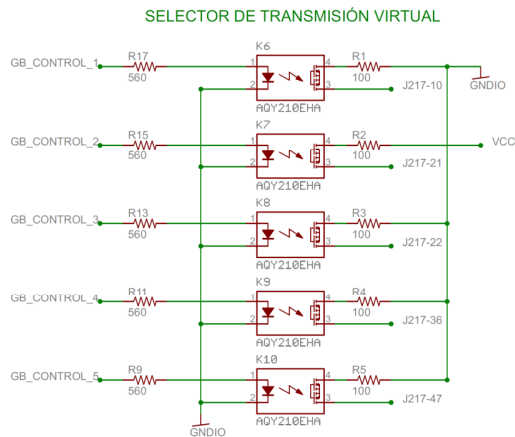 SELECTOR DE TRANSMISIÓN VIRTUAL
GB_CONTROL_1 R17 560 K6 1 2 4 3 AQY210EHA R1 100 J217-10 GNDIO
GB_CONTROL_2 R15 560 K7 1 2 4 3 AQY210EHA R2 100 J217-21 VCC
GB_CONTROL_3 R13 560 K8 1 2 4 3 AQY210EHA R3 100 J217-22
GB_CONTROL_4 R11 560 K9 1 2 4 3 AQY210EHA R4 100 J217-36
GB_CONTROL_5 R9 560 K10 1 2 4 3 AQY210EHA R5 100 J217-47
GNDIO